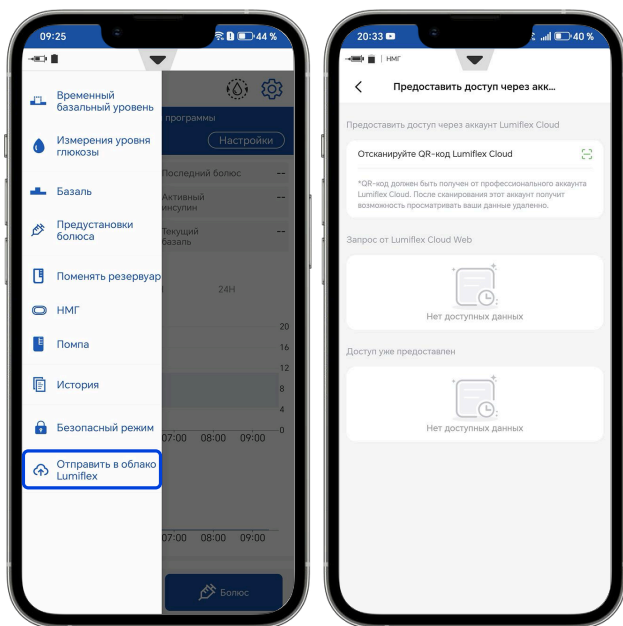 09:25
44 %
Временный
базальный уровень
Измерения уровня
глюкозы
Базаль
Предустановки
болюса
Поменять резервуар
НМГ
Помпа
История
Безопасный режим
Отправить в облако
Lumiflex
программы
Настройки
Последний болюс --
Активный
инсулин --
Текущий
базаль --
24H
20
16
12
8
4
0
07:00 08:00 09:00
07:00 08:00 09:00
Болюс
20:33
40 %
НМГ
Предоставить доступ через акк...
Предоставить доступ через аккаунт Lumiflex Cloud
Отсканируйте QR-код Lumiflex Cloud
*QR-код должен быть получен от профессионального аккаунта
Lumiflex Cloud. После сканирования этот аккаунт получит
возможность просматривать ваши данные удаленно.
Запрос от Lumiflex Cloud Web
Нет доступных данных
Доступ уже предоставлен
Нет доступных данных